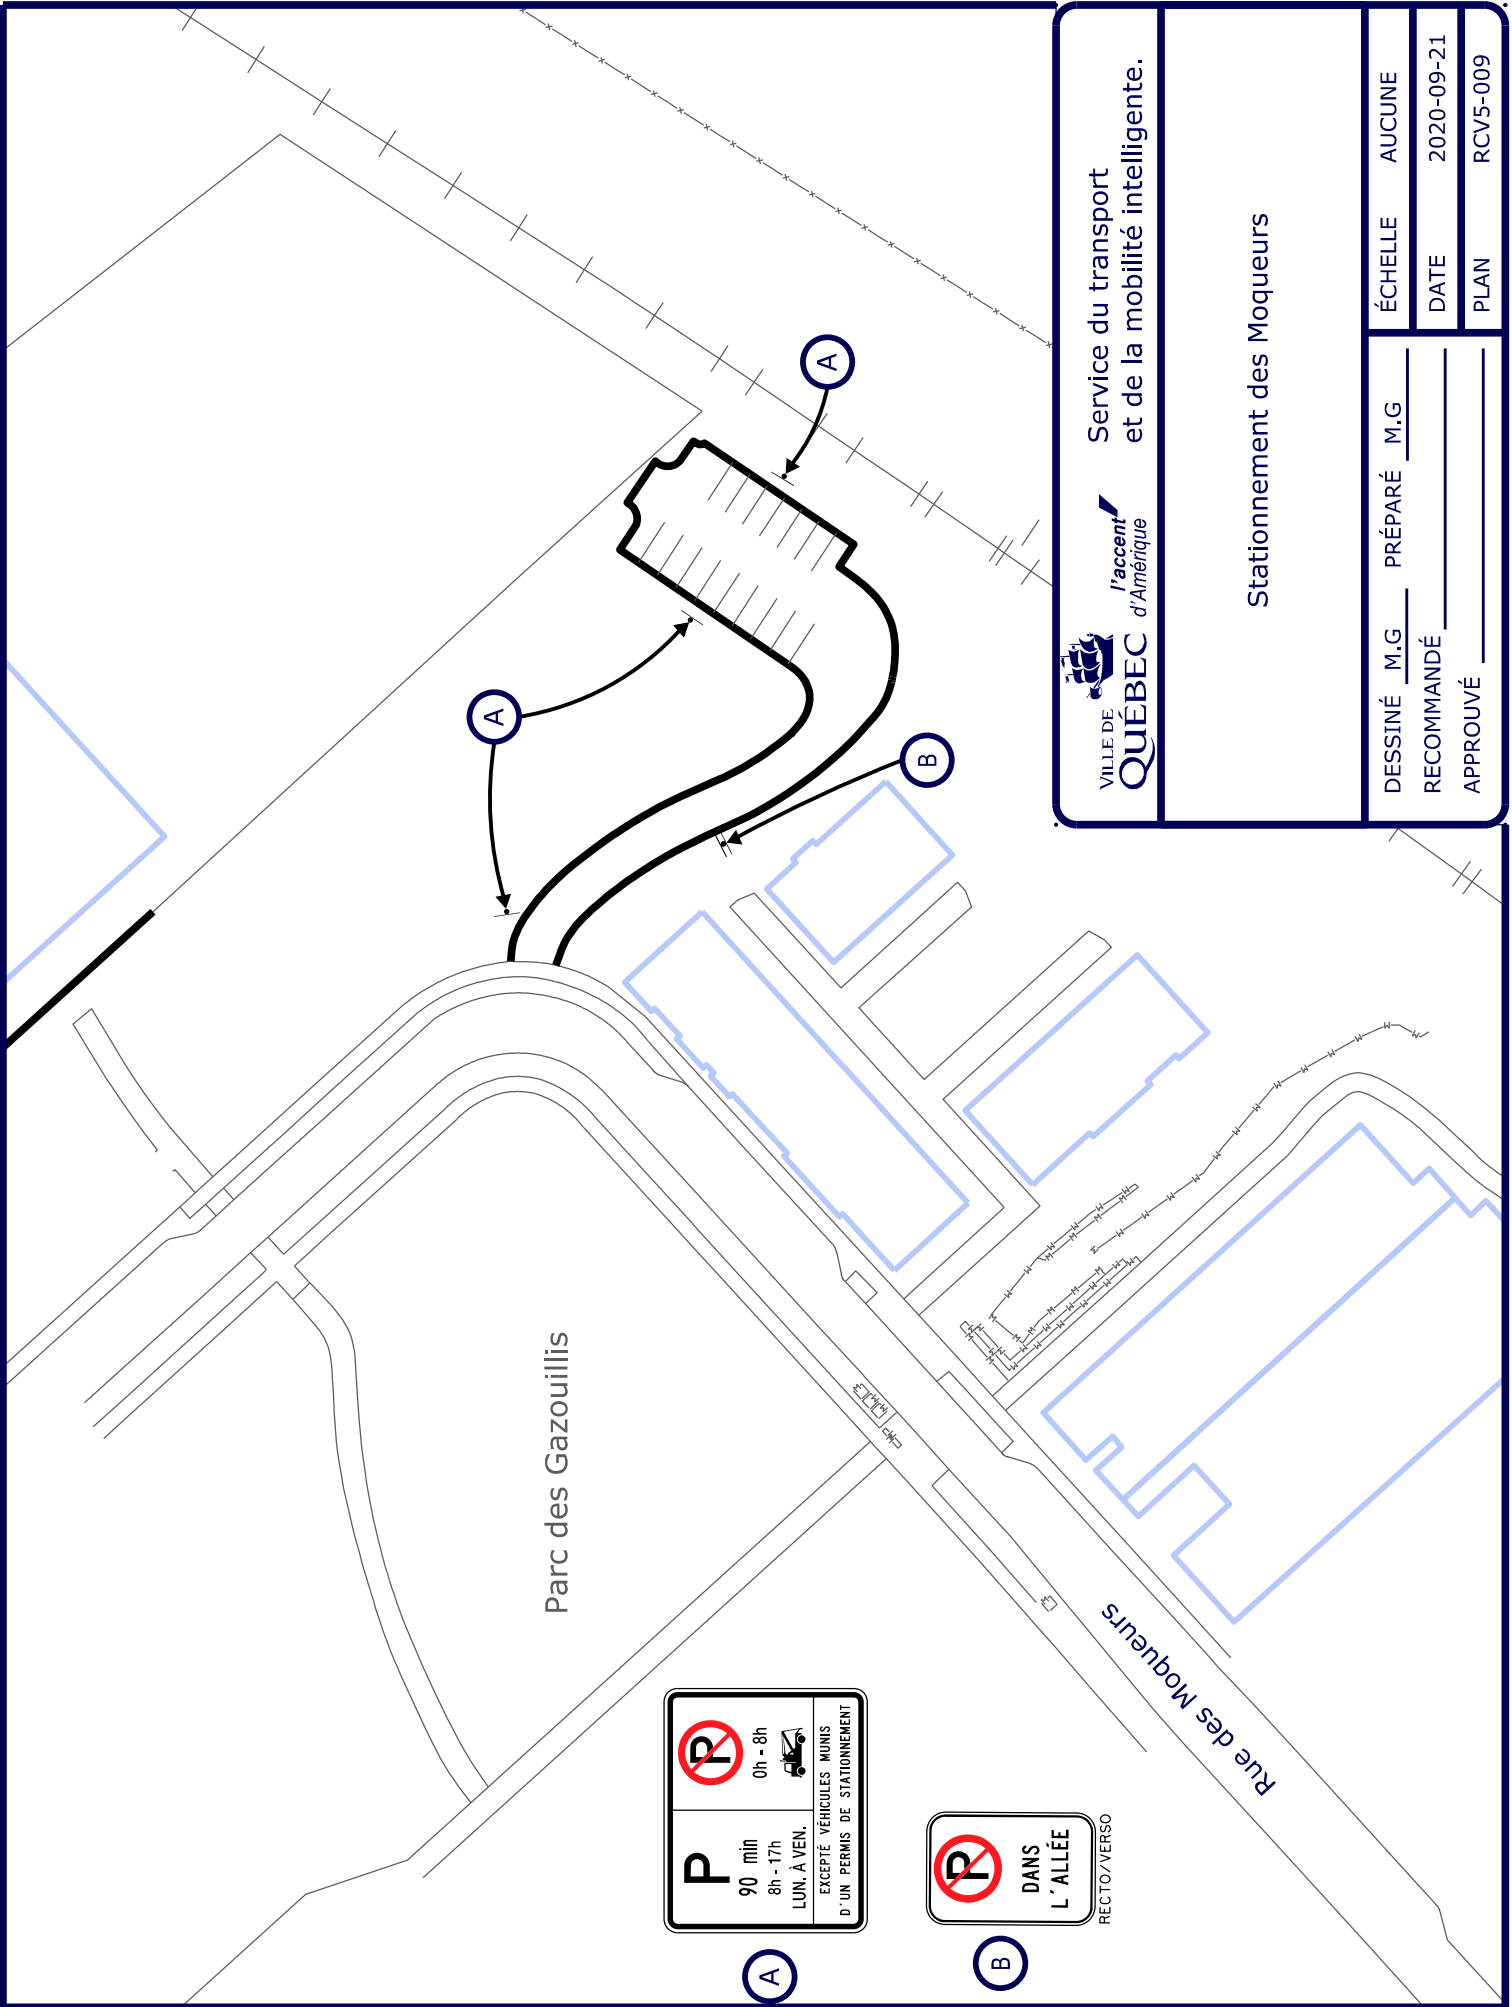 Parc des Gazouillis
Rue des Moqueurs
A
A
B
A
P
90 min
8h - 17h
LUN. À VEN.
P
0h - 8h
EXCEPTÉ VÉHICULES MUNIS
D'UN PERMIS DE STATIONNEMENT
B
P
DANS
L'ALLÉE
RECTO/VERSO
VILLE DE
QUÉBEC
l'accent
d'Amérique
Service du transport
et de la mobilité intelligente.
Stationnement des Moqueurs
DESSINÉ M.G PRÉPARÉ M.G
RECOMMANDÉ
APPROUVÉ
ÉCHELLE AUCUNE
DATE 2020-09-21
PLAN RCV5-009